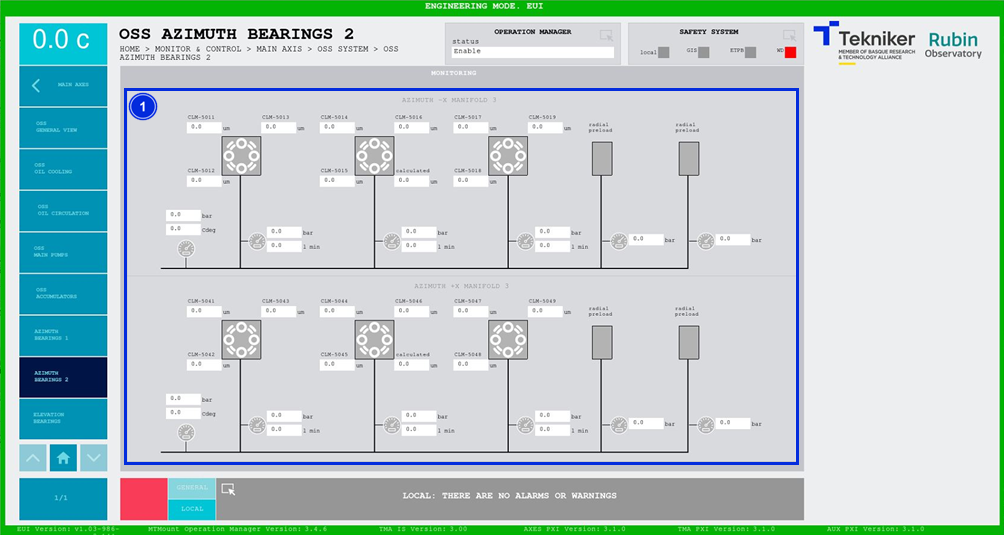 ENGINEERING MODE. EUI
0.0 c
OSS AZIMUTH BEARINGS 2
HOME > MONITOR & CONTROL > MAIN AXIS > OSS SYSTEM > OSS
AZIMUTH BEARINGS 2
OPERATION MANAGER
status
Enable
SAFETY SYSTEM
local
GIS
ETPB
WD
Tekniker
MEMBER OF BASQUE RESEARCH
& TECHNOLOGY ALLIANCE
Rubin
Observatory
MAIN AXES
OSS
GENERAL VIEW
OSS
OIL COOLING
OSS
OIL CIRCULATION
OSS
MAIN PUMPS
OSS
ACCUMULATORS
AZIMUTH
BEARINGS 1
AZIMUTH
BEARINGS 2
ELEVATION
BEARINGS
1/1
MONITORING
1
AZIMUTH -X MANIFOLD 3
CLM-5011
0.0 um
CLM-5013
0.0 um
CLM-5014
0.0 um
CLM-5016
0.0 um
CLM-5017
0.0 um
CLM-5019
0.0 um
radial
preload
radial
preload
CLM-5012
0.0 um
CLM-5015
0.0 um
calculated
0.0 um
CLM-5018
0.0 um
0.0 bar
0.0 Cdeg
0.0 bar
0.0 l min
0.0 bar
0.0 l min
0.0 bar
0.0 l min
0.0 bar
0.0 bar
AZIMUTH +X MANIFOLD 3
CLM-5041
0.0 um
CLM-5043
0.0 um
CLM-5044
0.0 um
CLM-5046
0.0 um
CLM-5047
0.0 um
CLM-5049
0.0 um
radial
preload
radial
preload
CLM-5042
0.0 um
CLM-5045
0.0 um
calculated
0.0 um
CLM-5048
0.0 um
0.0 bar
0.0 Cdeg
0.0 bar
0.0 l min
0.0 bar
0.0 l min
0.0 bar
0.0 l min
0.0 bar
0.0 bar
GENERAL
LOCAL
LOCAL: THERE ARE NO ALARMS OR WARNINGS
EUI Version: v1.03-986-
MTMount Operation Manager Version: 3.4.6
TMA IS Version: 3.00
AXES PXI Version: 3.1.0
TMA PXI Version: 3.1.0
AUX PXI Version: 3.1.0